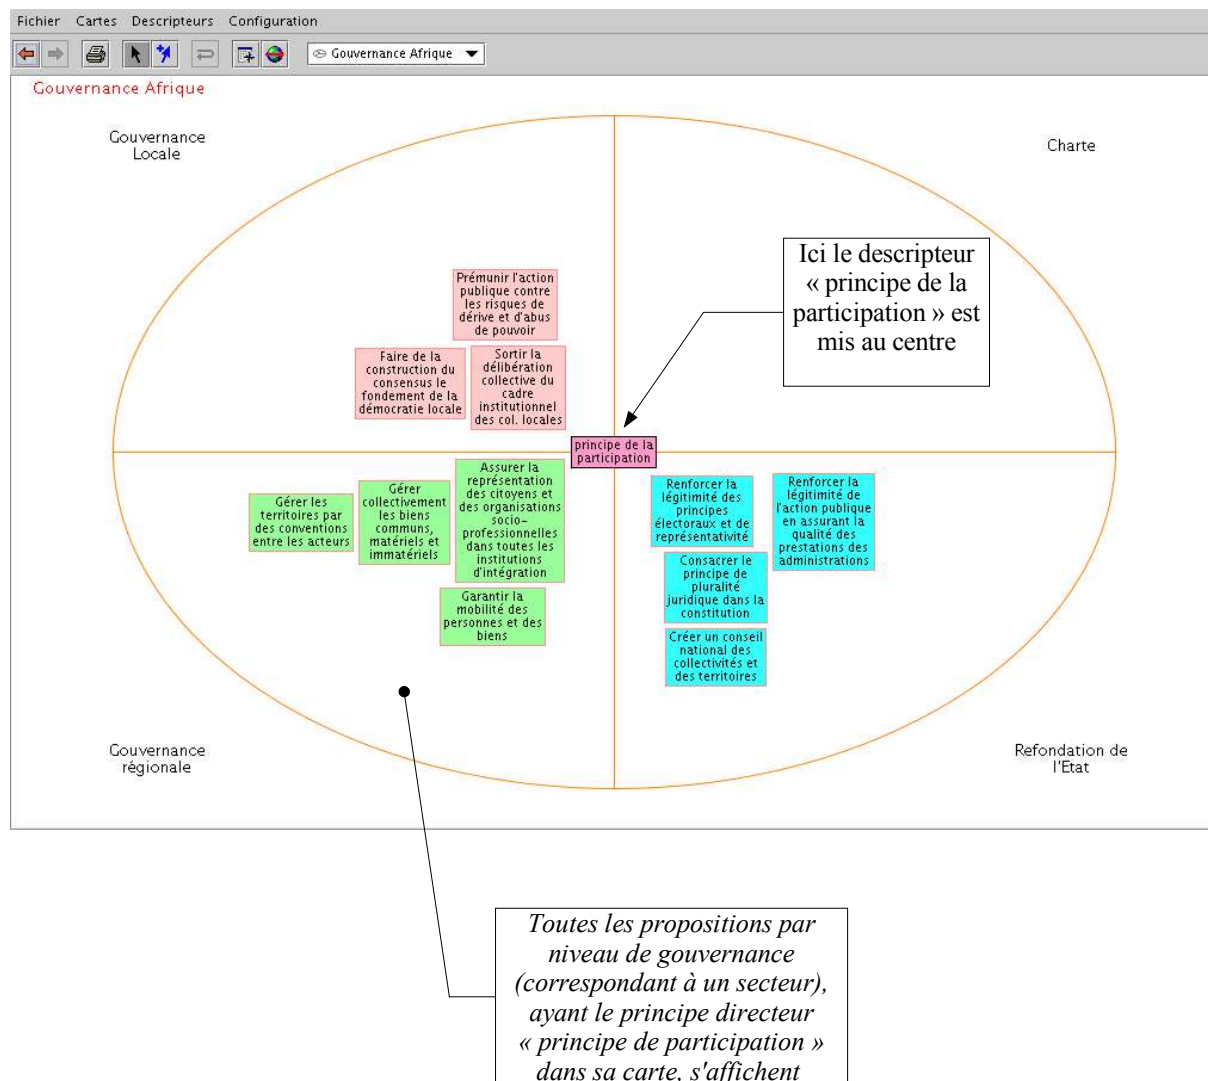 Fichier Cartes Descripteurs Configuration
Gouvernance Afrique
Gouvernance Afrique
Gouvernance
Locale
Charte
Ici le descripteur
« principe de la
participation » est
mis au centre
Prémunir l'action
publique contre
les risques de
dérive et d'abus
de pouvoir
Faire de la
construction du
consensus le
fondement de la
démocratie locale
Sortir la
délibération
collective du
cadre
institutionnel
des col. locales
principe de la
participation
Gérer les
territoires par
des conventions
entre les acteurs
Gérer
collectivement
les biens
communs,
matériels et
immatériels
Assurer la
représentation
des citoyens et
des organisations
socio-
professionnelles
dans toutes les
institutions
d'intégration
Garantir la
mobilité des
personnes et des
biens
Renforcer la
légitimité des
principes
électoraux et de
représentativité
Renforcer la
légitimité de
l'action publique
en assurant la
qualité des
prestations des
administrations
Consacrer le
principe de
pluralité
juridique dans la
constitution
Créer un conseil
national des
collectivités et
des territoires
Gouvernance
régionale
Refondation de
l'Etat
Toutes les propositions par
niveau de gouvernance
(correspondant à un secteur),
ayant le principe directeur
« principe de participation »
dans sa carte, s'affichent